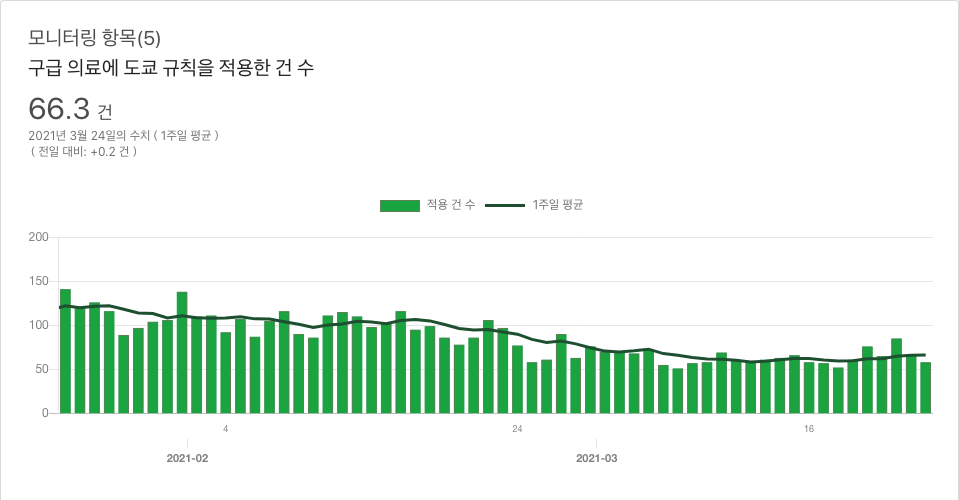 모니터링 항목(5)
구급 의료에 도쿄 규칙을 적용한 건 수
66.3 건
2021년 3월 24일의 수치 ( 1주일 평균 )
( 전일 대비: +0.2 건 )
적용 건 수 1주일 평균
200
150
100
50
0
4 24 16
2021-02 2021-03